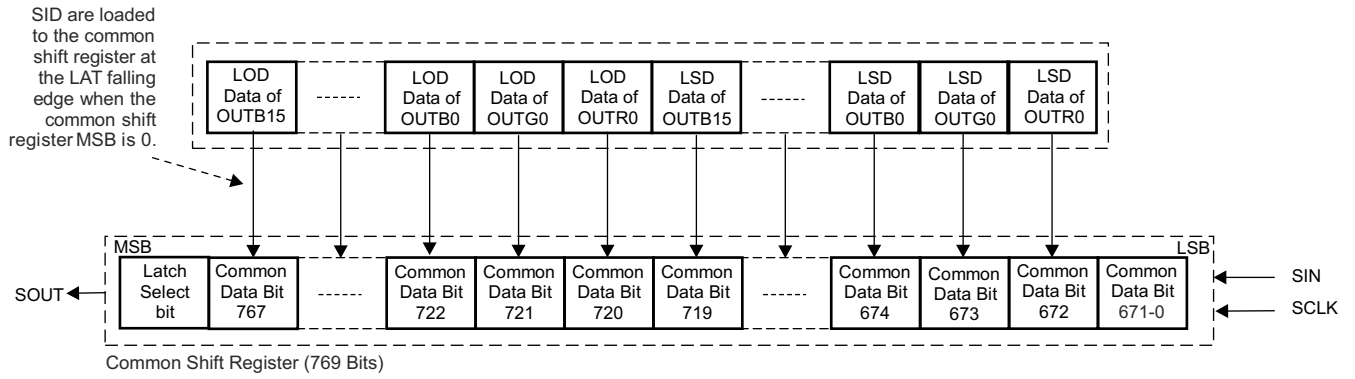 SID are loaded
to the common
shift register at
the LAT falling
edge when the
common shift
register MSB is 0.
LOD
Data of
OUTB15
LOD
Data of
OUTB0
LOD
Data of
OUTG0
LOD
Data of
OUTR0
LSD
Data of
OUTB15
LSD
Data of
OUTB0
LSD
Data of
OUTG0
LSD
Data of
OUTR0
MSB
LSB
Latch
Select
bit
Common
Data Bit
767
Common
Data Bit
722
Common
Data Bit
721
Common
Data Bit
720
Common
Data Bit
719
Common
Data Bit
674
Common
Data Bit
673
Common
Data Bit
672
Common
Data Bit
671-0
SOUT
SIN
SCLK
Common Shift Register (769 Bits)